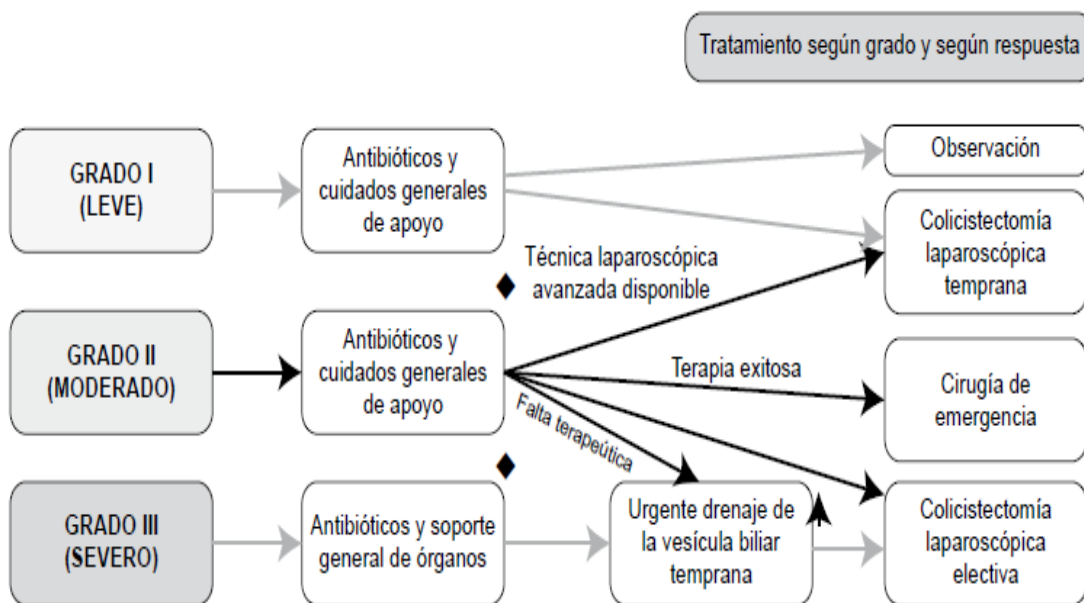 Tratamiento según grado y según respuesta
GRADO I
(LEVE)
Antibióticos y
cuidados generales
de apoyo
Observación
Colicistectomía
laparoscópica
temprana
Técnica laparoscópica
avanzada disponible
GRADO II
(MODERADO)
Antibióticos y
cuidados generales
de apoyo
Terapia exitosa
Falta terapeútica
Cirugía de
emergencia
GRADO III
(SEVERO)
Antibióticos y soporte
general de órganos
Urgente drenaje de
la vesícula biliar
temprana
Colicistectomía
laparoscópica
electiva